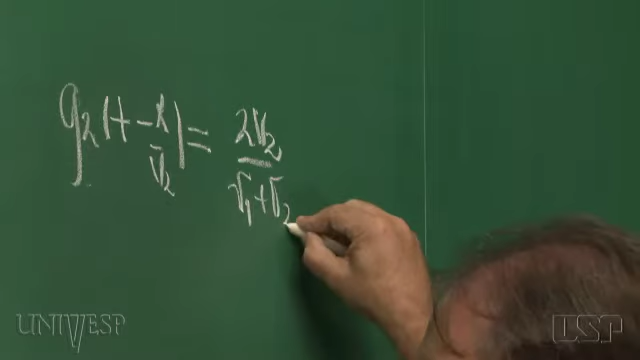 g₂(t - x/v₂) = 2v₂/(v₁ + v₂)
UNIVESP
USP